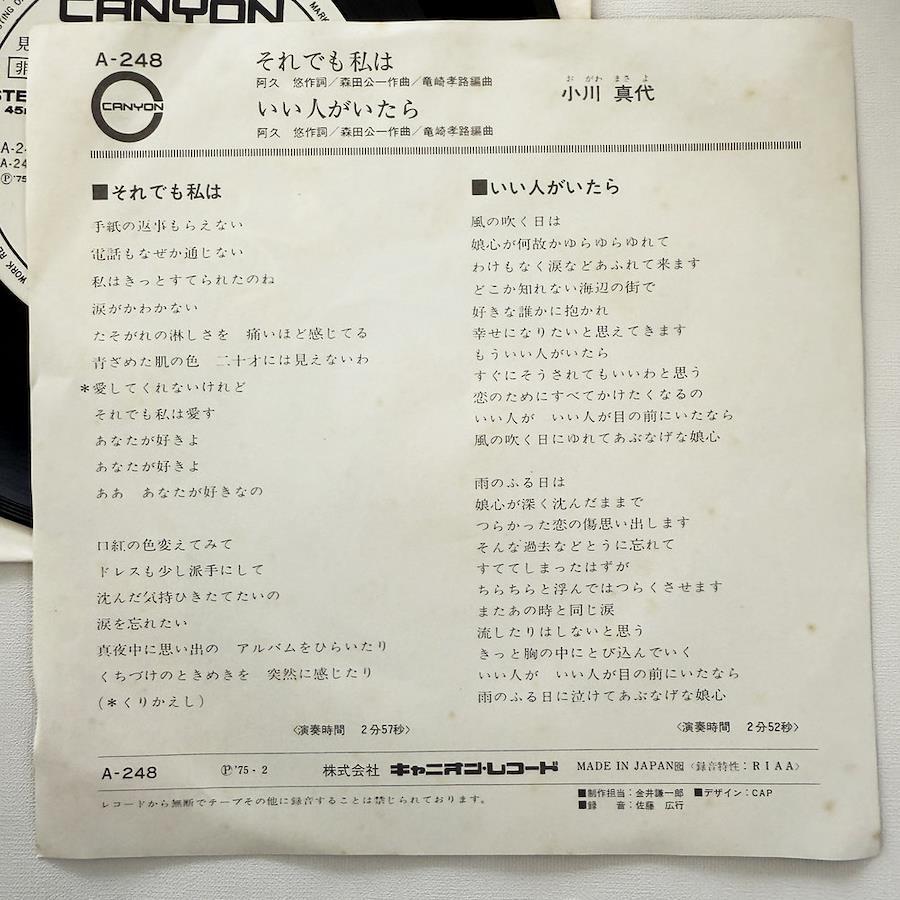 CANYON
STE
45
A-2
A-24
Ⓟ'75
WORK RE
A-248
CANYON
それでも私は
阿久 悠作詞/森田公一作曲/竜崎孝路編曲
いい人がいたら
阿久 悠作詞/森田公一作曲/竜崎孝路編曲
お がわ まさ よ
小川 真代
■それでも私は
手紙の返事もらえない
電話もなぜか通じない
私はきっとすてられたのね
涙がかわかない
たそがれの淋しさを 痛いほど感じてる
青ざめた肌の色 二十才には見えないわ
*愛してくれないけれど
それでも私は愛す
あなたが好きよ
あなたが好きよ
ああ あなたが好きなの
口紅の色変えてみて
ドレスも少し派手にして
沈んだ気持ひきたてたいの
涙を忘れたい
真夜中に思い出の アルバムをひらいたり
くちづけのときめきを 突然に感じたり
(*くりかえし)
〈演奏時間 2分57秒〉
■いい人がいたら
風の吹く日は
娘心が何故かゆらゆらゆれて
わけもなく涙などあふれて来ます
どこか知れない海辺の街で
好きな誰かに抱かれ
幸せになりたいと思えてきます
もういい人がいたら
すぐにそうされてもいいわと思う
恋のためにすべてかけたくなるの
いい人が いい人が目の前にいたなら
風の吹く日にゆれてあぶなげな娘心
雨のふる日は
娘心が深く沈んだままで
つらかった恋の傷思い出します
そんな過去などとうに忘れて
すててしまったはずが
ちらちらと浮んではつらくさせます
またあの時と同じ涙
流したりはしないと思う
きっと胸の中にとび込んでいく
いい人が いい人が目の前にいたなら
雨のふる日に泣けてあぶなげな娘心
〈演奏時間 2分52秒〉
A-248 Ⓟ'75・2 株式会社 キャニオン・レコード MADE IN JAPAN 〈録音特性:RIAA〉
レコードから無断でテープその他に録音することは禁じられております。
■制作担当:金井謙一郎 ■デザイン:CAP
■録 音:佐藤 広行